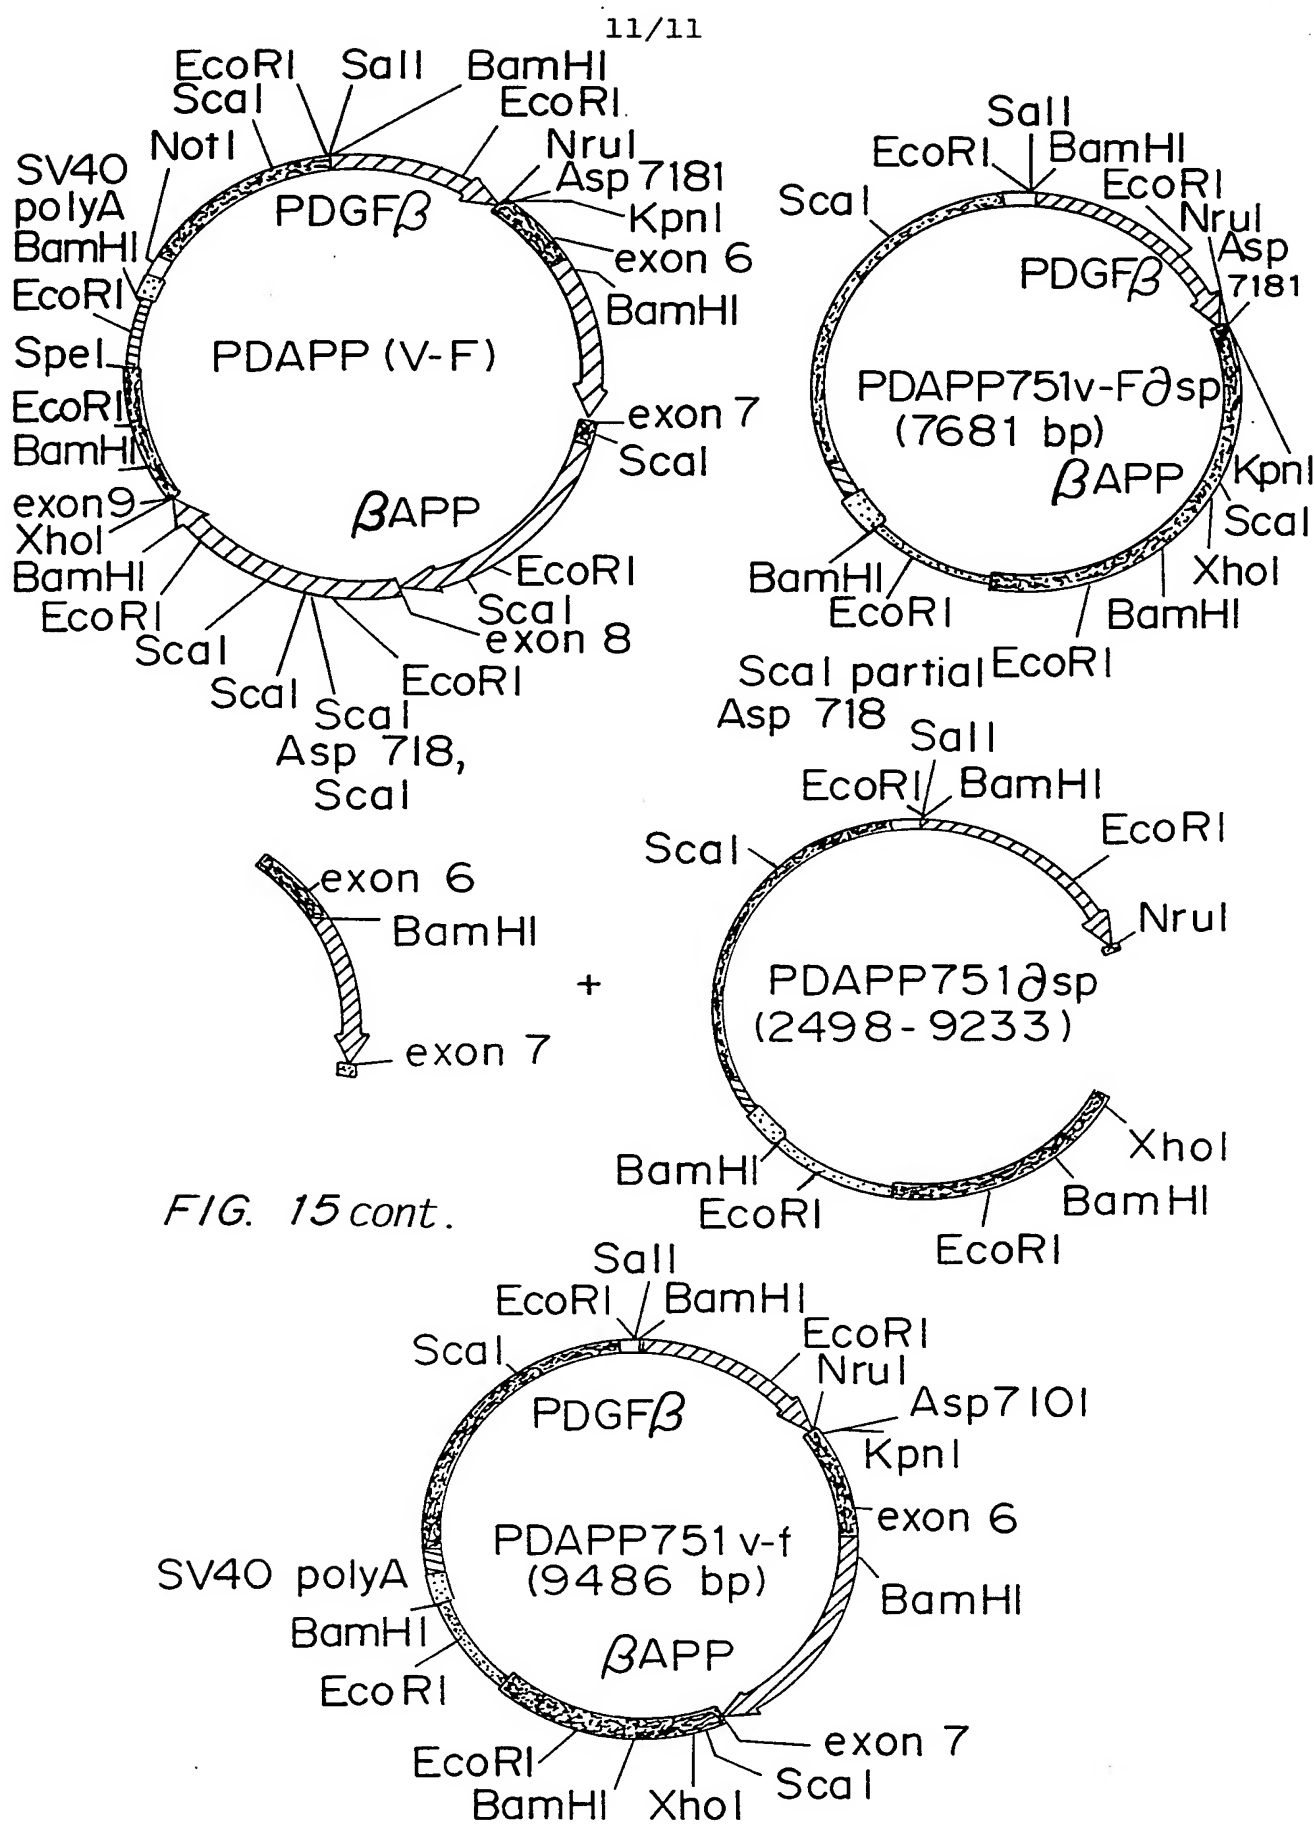 11/11
EcoRI
SalI
BamHI
ScaI
EcoRI
NotI
NruI
SV40
polyA
Asp 7181
KpnI
PDGFβ
BamHI
exon 6
EcoRI
BamHI
SpeI
PDAPP (V-F)
EcoRI
exon 7
BamHI
ScaI
exon 9
βAPP
XhoI
BamHI
EcoRI
EcoRI
ScaI
ScaI
exon 8
ScaI
EcoRI
ScaI
Asp 718,
ScaI
SalI
EcoRI
BamHI
EcoRI
ScaI
NruI
Asp
7181
PDGFβ
PDAPP751v-F∂sp
(7681 bp)
βAPP
KpnI
ScaI
XhoI
BamHI
BamHI
EcoRI
EcoRI
ScaI partial
Asp 718
exon 6
BamHI
exon 7
+
SalI
EcoRI
BamHI
ScaI
EcoRI
NruI
PDAPP751∂sp
(2498-9233)
XhoI
BamHI
BamHI
EcoRI
EcoRI
FIG. 15 cont.
SalI
EcoRI
BamHI
ScaI
EcoRI
NruI
PDGFβ
Asp7101
KpnI
exon 6
PDAPP751 v-f
(9486 bp)
SV40 polyA
BamHI
BamHI
βAPP
EcoRI
exon 7
EcoRI
ScaI
BamHI
XhoI